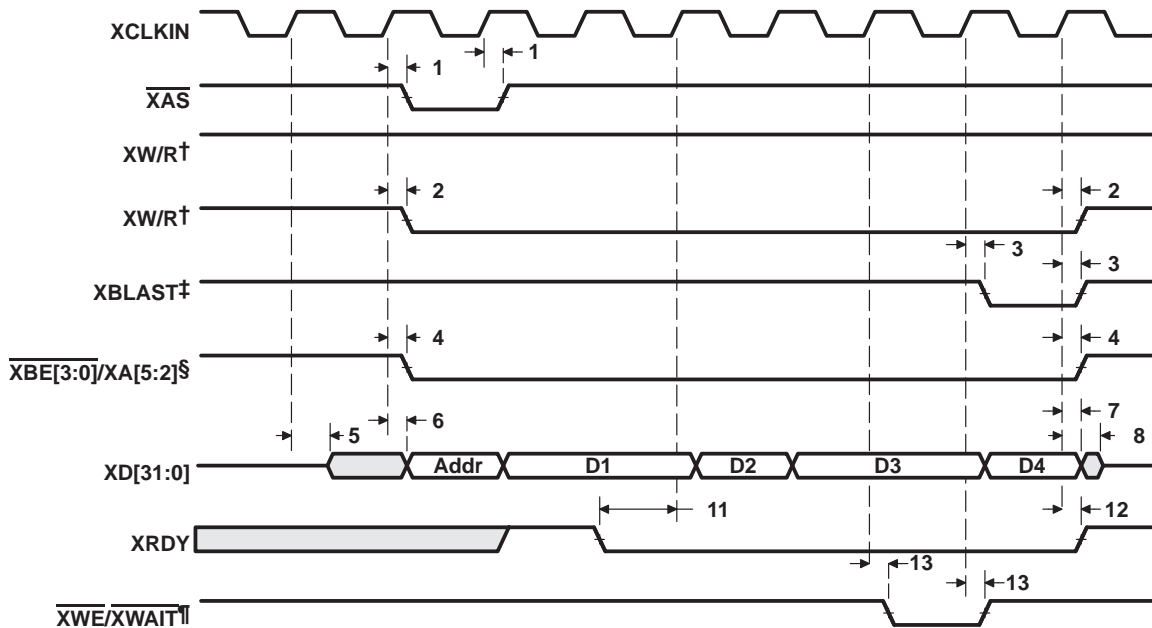 XCLKIN
1
1
XAS
XW/R†
2
2
XW/R†
3
3
XBLAST‡
4
4
XBE[3:0]/XA[5:2]§
5
6
7
8
XD[31:0]
Addr
D1
D2
D3
D4
11
12
XRDY
13
13
XWE/XWAIT¶